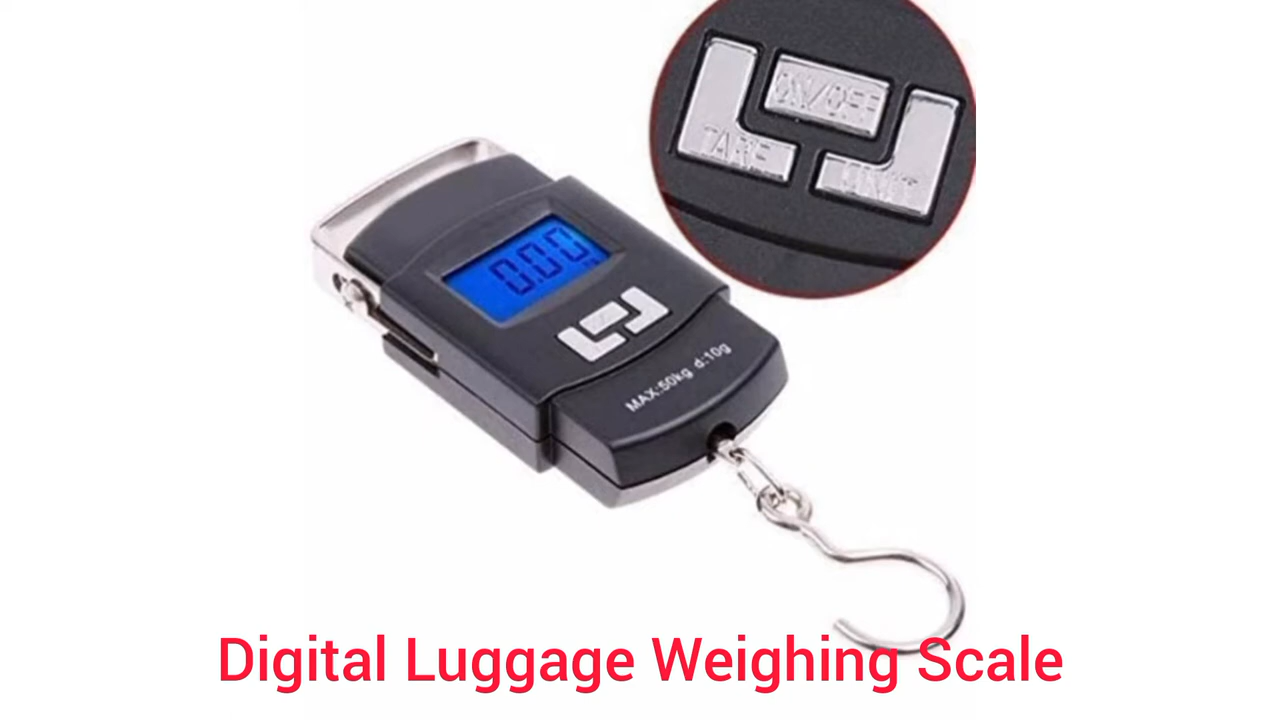 ON/OFF
TARE
UNIT
0.00
MAX:50kg d:10g
Digital Luggage Weighing Scale